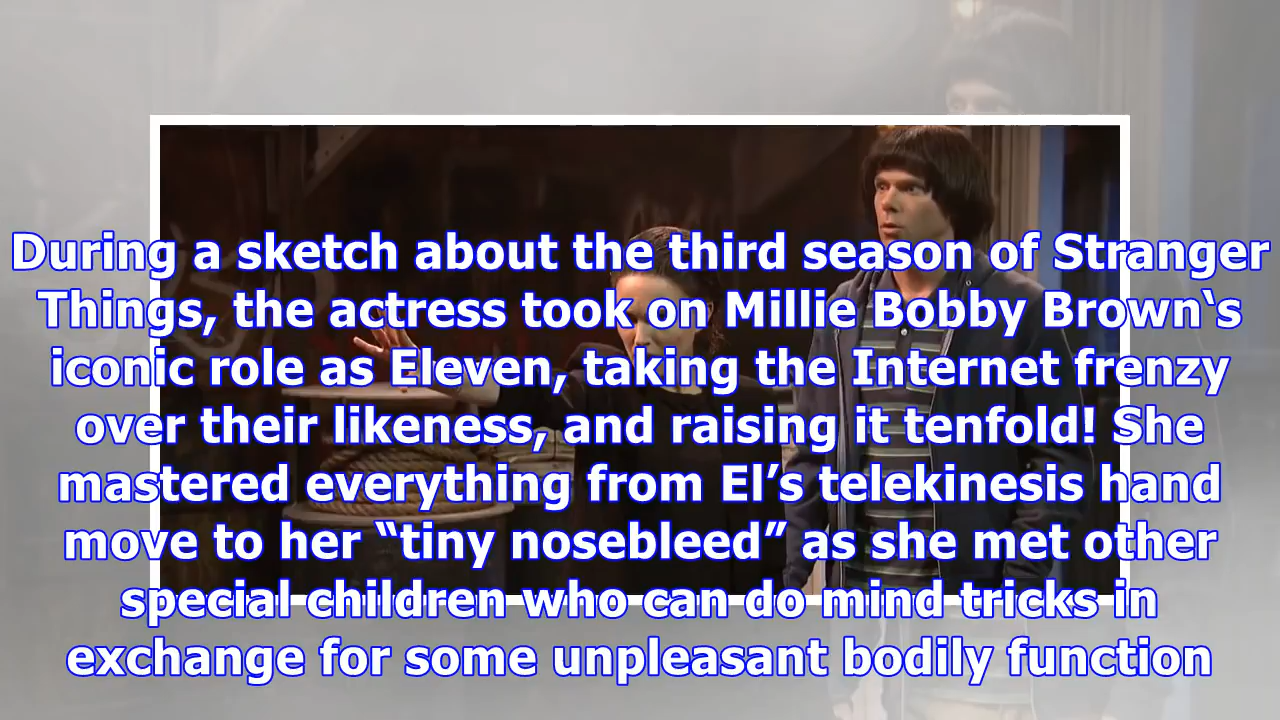 During a sketch about the third season of Stranger
Things, the actress took on Millie Bobby Brown‘s
iconic role as Eleven, taking the Internet frenzy
over their likeness, and raising it tenfold! She
mastered everything from El’s telekinesis hand
move to her “tiny nosebleed” as she met other
special children who can do mind tricks in
exchange for some unpleasant bodily function